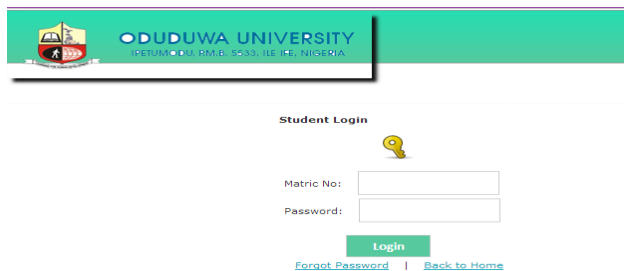 ODUDUWA UNIVERSITY
IPETUMODU, P.M.B. 5533, ILE IFE, NIGERIA
Student Login
Matric No:
Password:
Login
Forgot Password | Back to Home